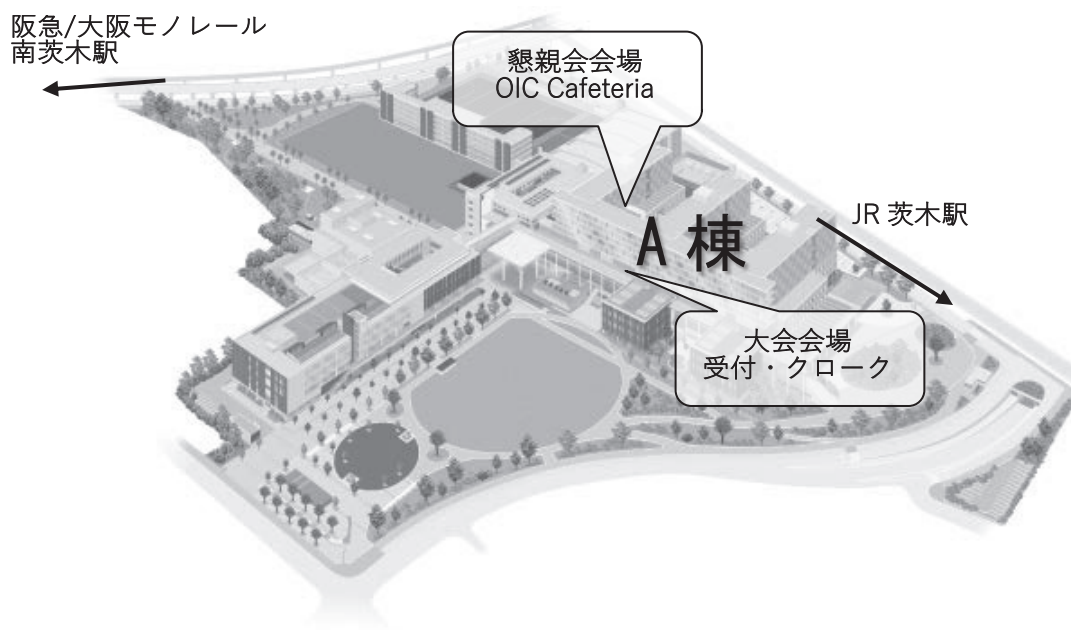 阪急/大阪モノレール
南茨木駅
懇親会会場
OIC Cafeteria
A 棟
JR 茨木駅
大会会場
受付・クローク